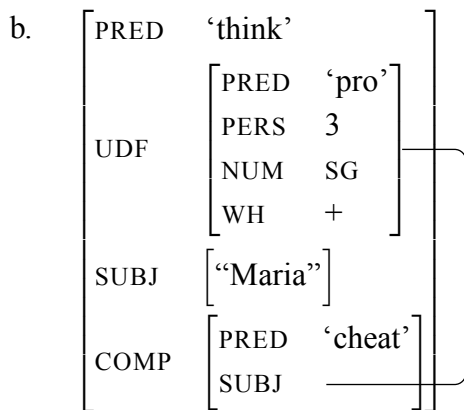 b.
PRED ‘think’
PRED ‘pro’
PERS 3
UDF
NUM SG
WH +
SUBJ “Maria”
PRED ‘cheat’
COMP
SUBJ